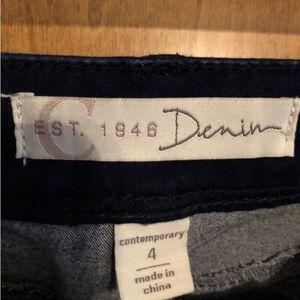 C
EST. 1946 Denim
contemporary
4
made in
china